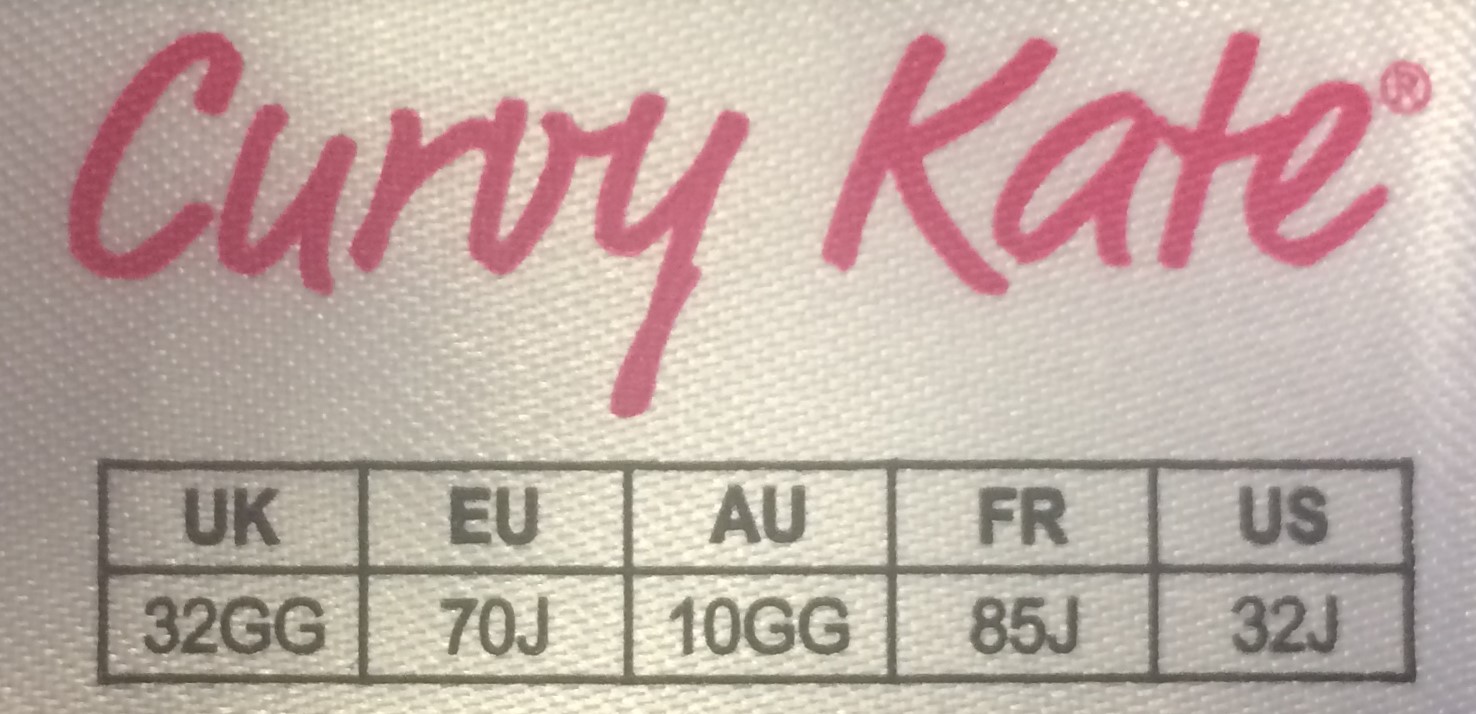 Curvy Kate®
UK EU AU FR US
32GG 70J 10GG 85J 32J